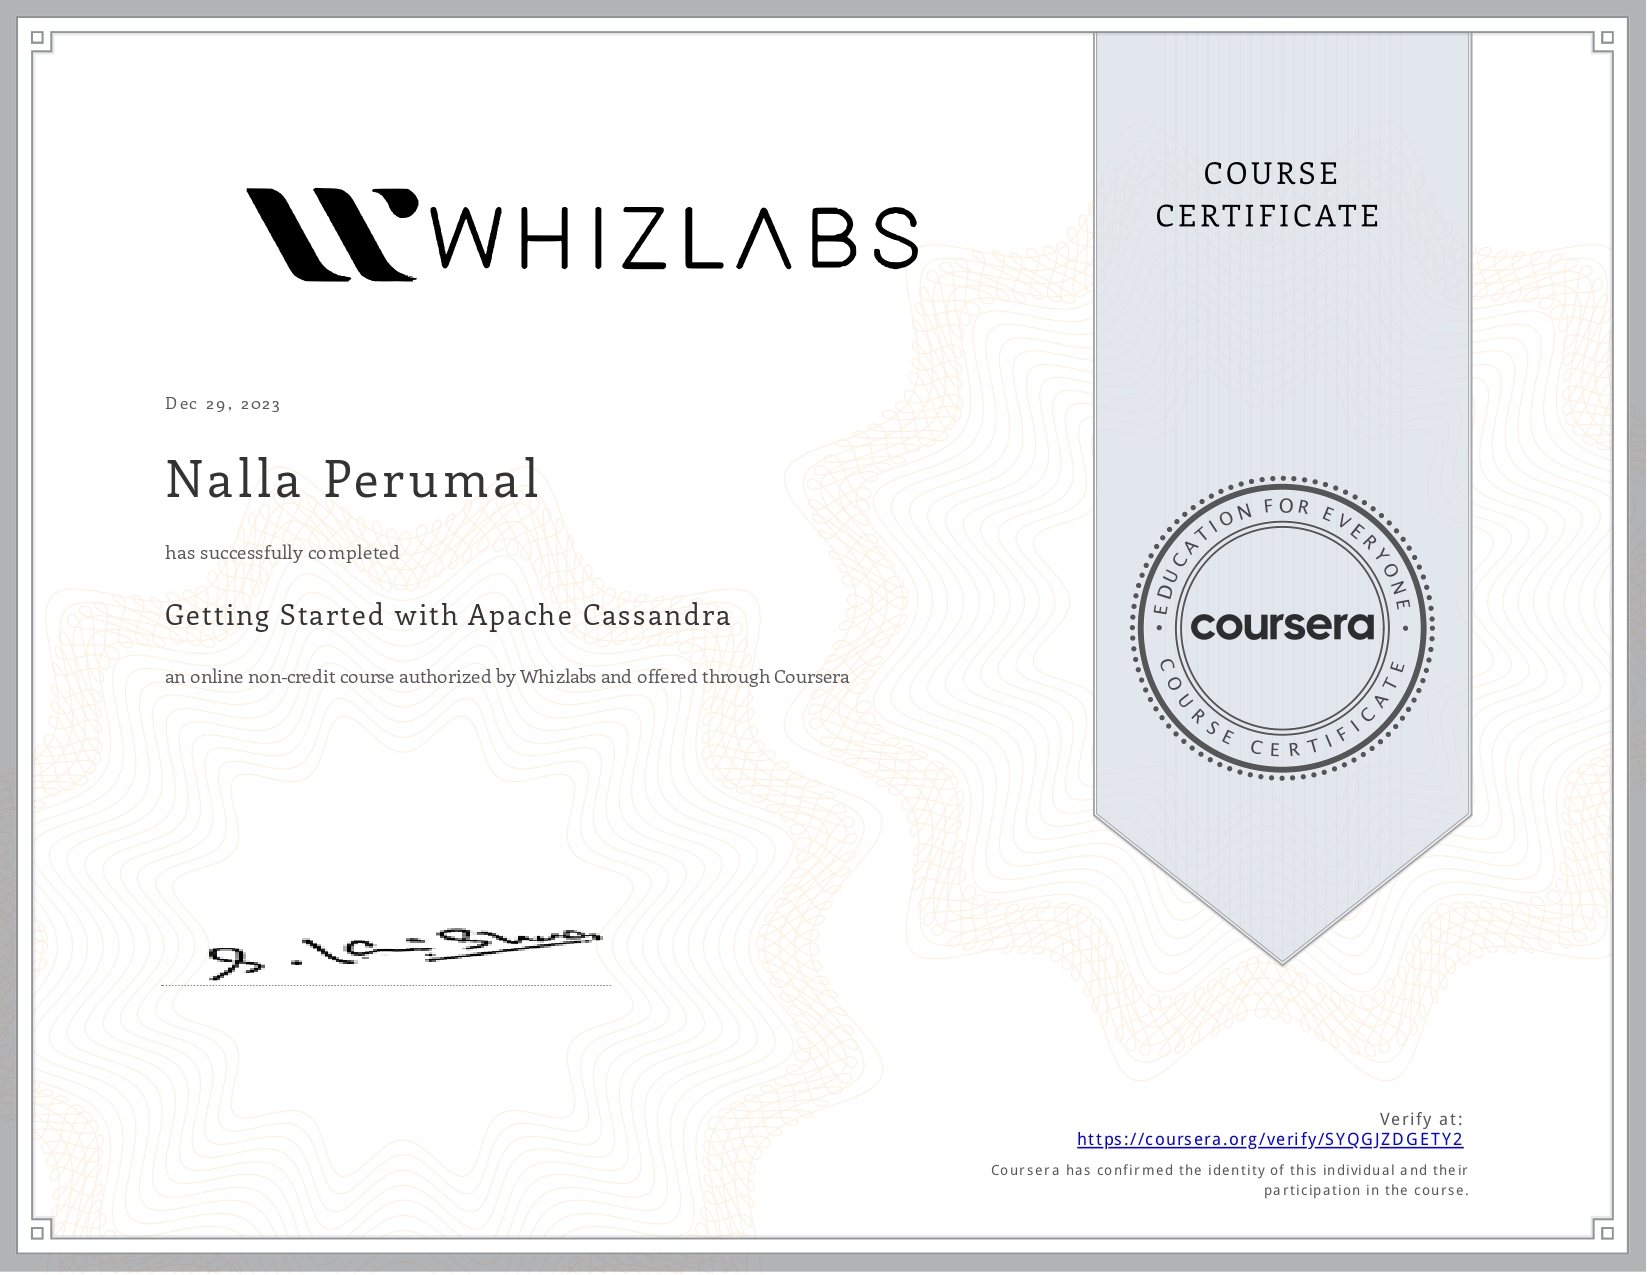 WHIZLABS
COURSE
CERTIFICATE
Dec 29, 2023
Nalla Perumal
has successfully completed
Getting Started with Apache Cassandra
an online non-credit course authorized by Whizlabs and offered through Coursera
• EDUCATION FOR EVERYONE •
coursera
COURSE CERTIFICATE
Verify at:
https://coursera.org/verify/SYQGJZDGETY2
Coursera has confirmed the identity of this individual and their
participation in the course.